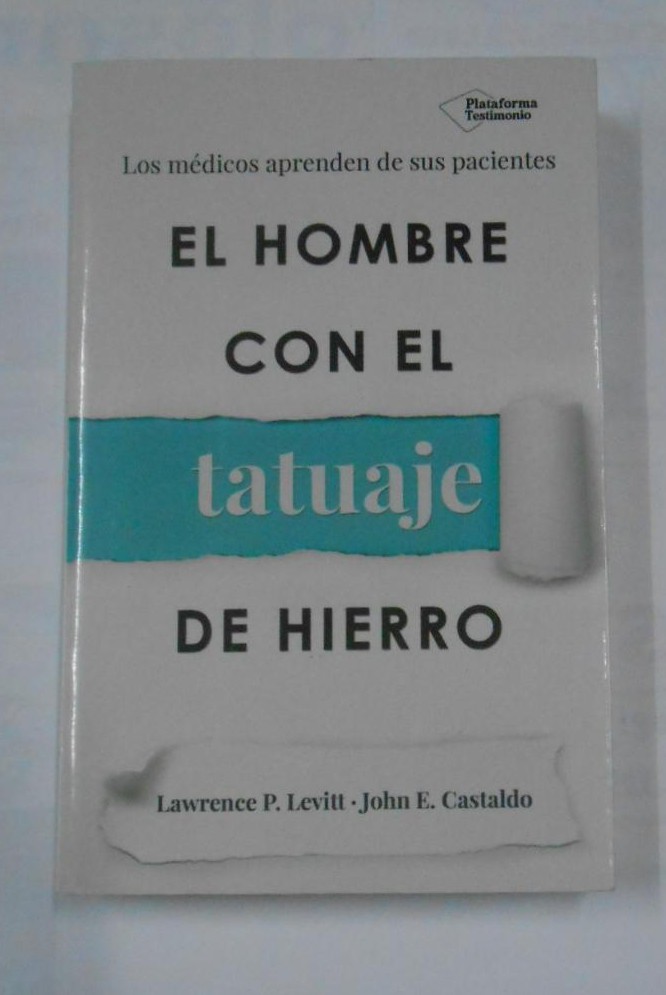 Plataforma
Testimonio
Los médicos aprenden de sus pacientes
EL HOMBRE
CON EL
tatuaje
DE HIERRO
Lawrence P. Levitt · John E. Castaldo